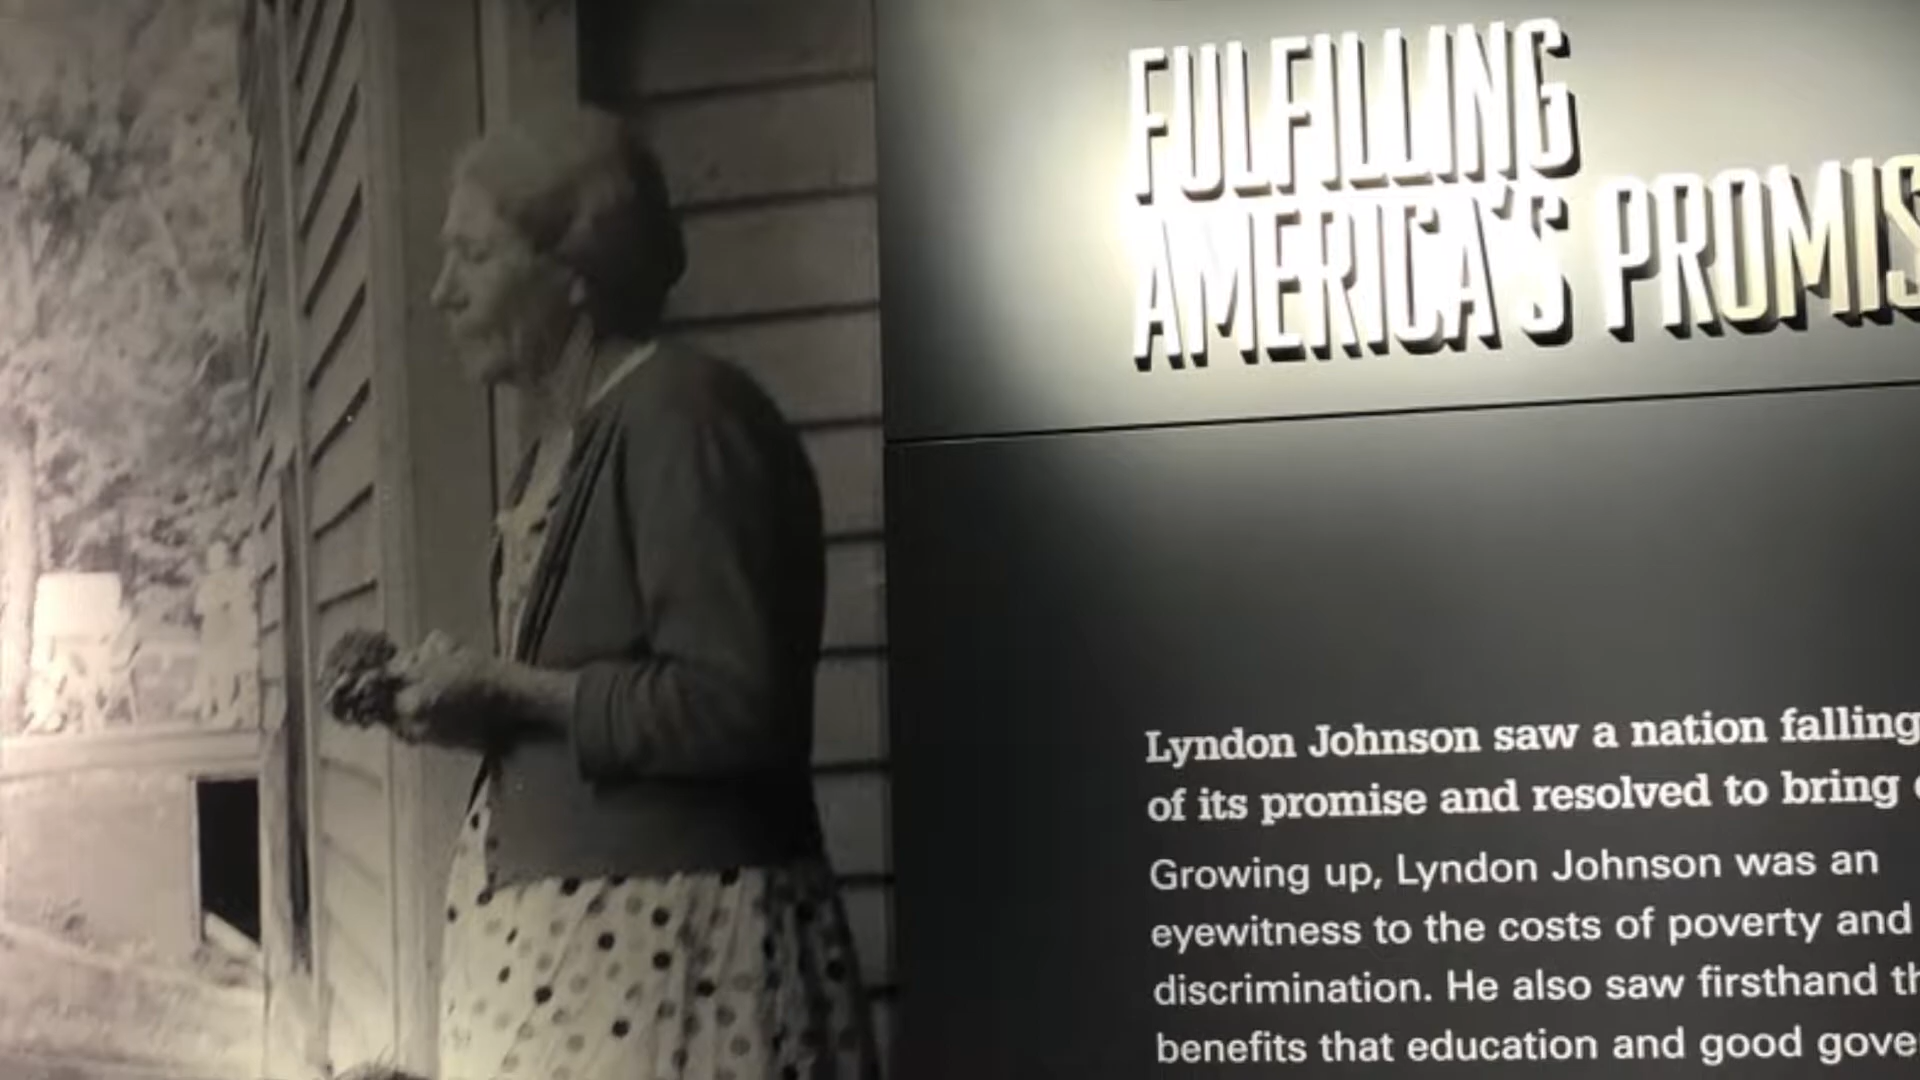 FULFILLING
AMERICA'S PROMIS
Lyndon Johnson saw a nation falling
of its promise and resolved to bring
Growing up, Lyndon Johnson was an
eyewitness to the costs of poverty and
discrimination. He also saw firsthand th
benefits that education and good gove